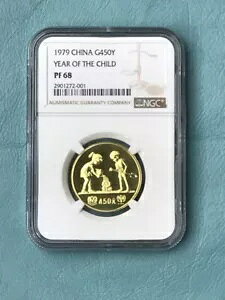 1979 CHINA G450Y
YEAR OF THE CHILD
PF 68
2901272-001
NUMISMATIC GUARANTY COMPANY
NGC
450元